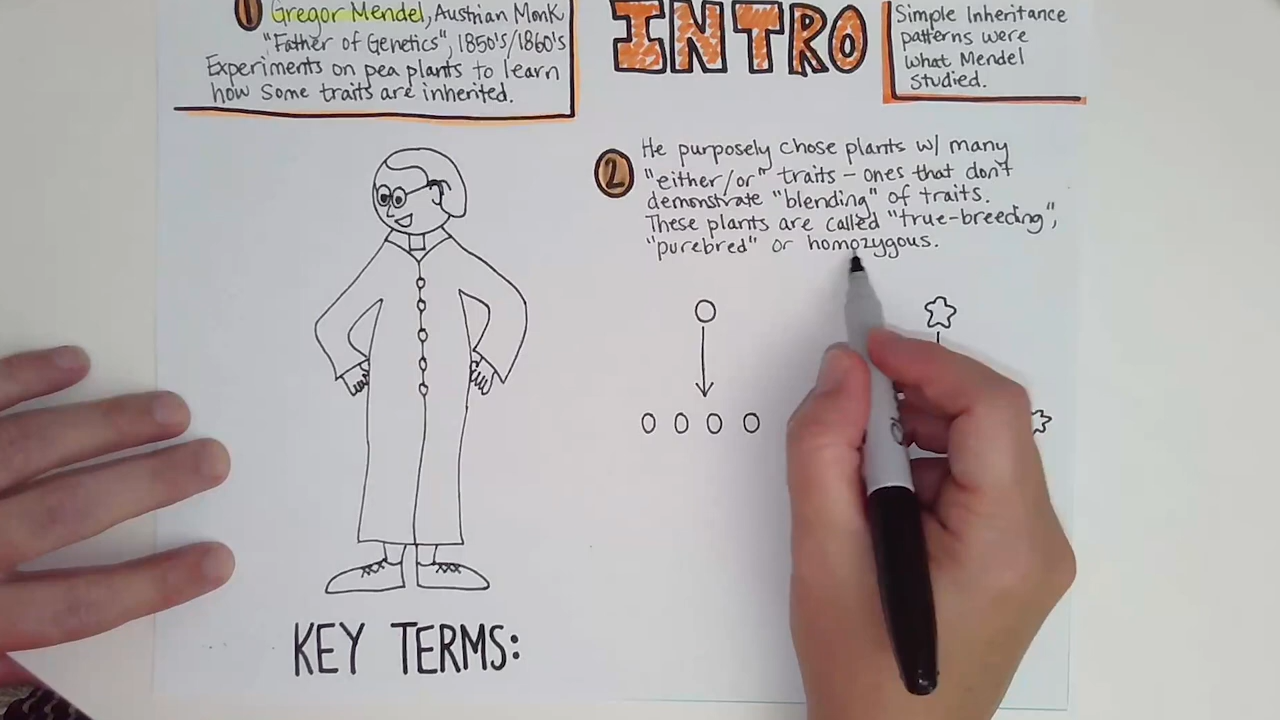 1 Gregor Mendel, Austrian Monk
"Father of Genetics", 1850's/1860's
Experiments on pea plants to learn
how some traits are inherited.
INTRO
Simple Inheritance
patterns were
what Mendel
studied.
2 He purposely chose plants w/ many
"either/or" traits – ones that don't
demonstrate "blending" of traits.
These plants are called "true-breeding",
"purebred" or homozygous.
KEY TERMS: